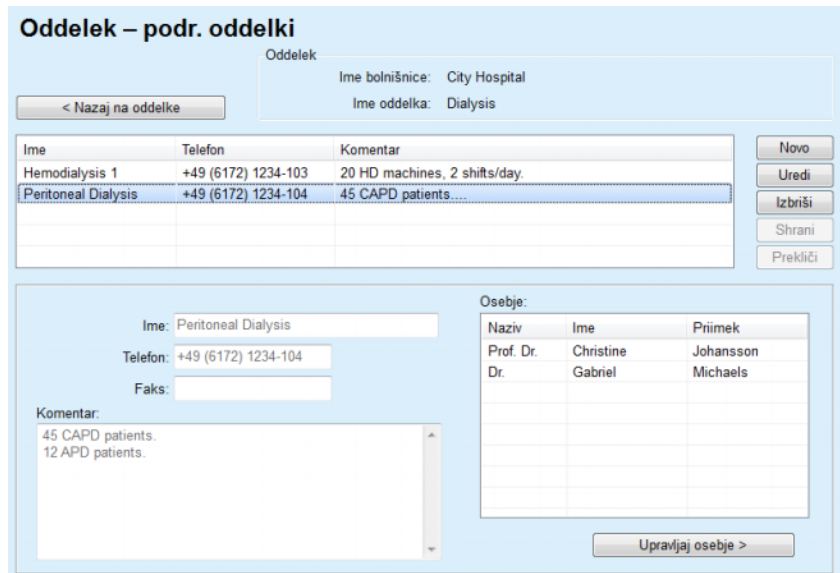 Oddelek – podr. oddelki
Oddelek
Ime bolnišnice: City Hospital
< Nazaj na oddelke
Ime oddelka: Dialysis
Ime Telefon Komentar
Hemodialysis 1 +49 (6172) 1234-103 20 HD machines, 2 shifts/day.
Peritoneal Dialysis +49 (6172) 1234-104 45 CAPD patients....
Novo
Uredi
Izbriši
Shrani
Prekliči
Ime: Peritoneal Dialysis
Telefon: +49 (6172) 1234-104
Faks:
Komentar:
45 CAPD patients.
12 APD patients.
Osebje:
Naziv Ime Priimek
Prof. Dr. Christine Johansson
Dr. Gabriel Michaels
Upravljaj osebje >